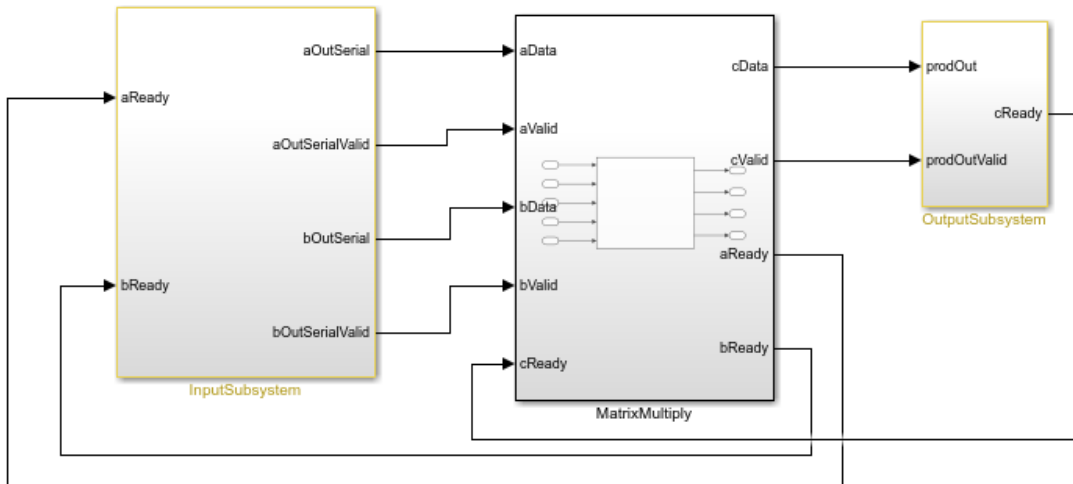 aReady
bReady
aOutSerial
aOutSerialValid
bOutSerial
bOutSerialValid
InputSubsystem
aData
aValid
bData
bValid
cReady
cData
cValid
aReady
bReady
MatrixMultiply
prodOut
prodOutValid
cReady
OutputSubsystem